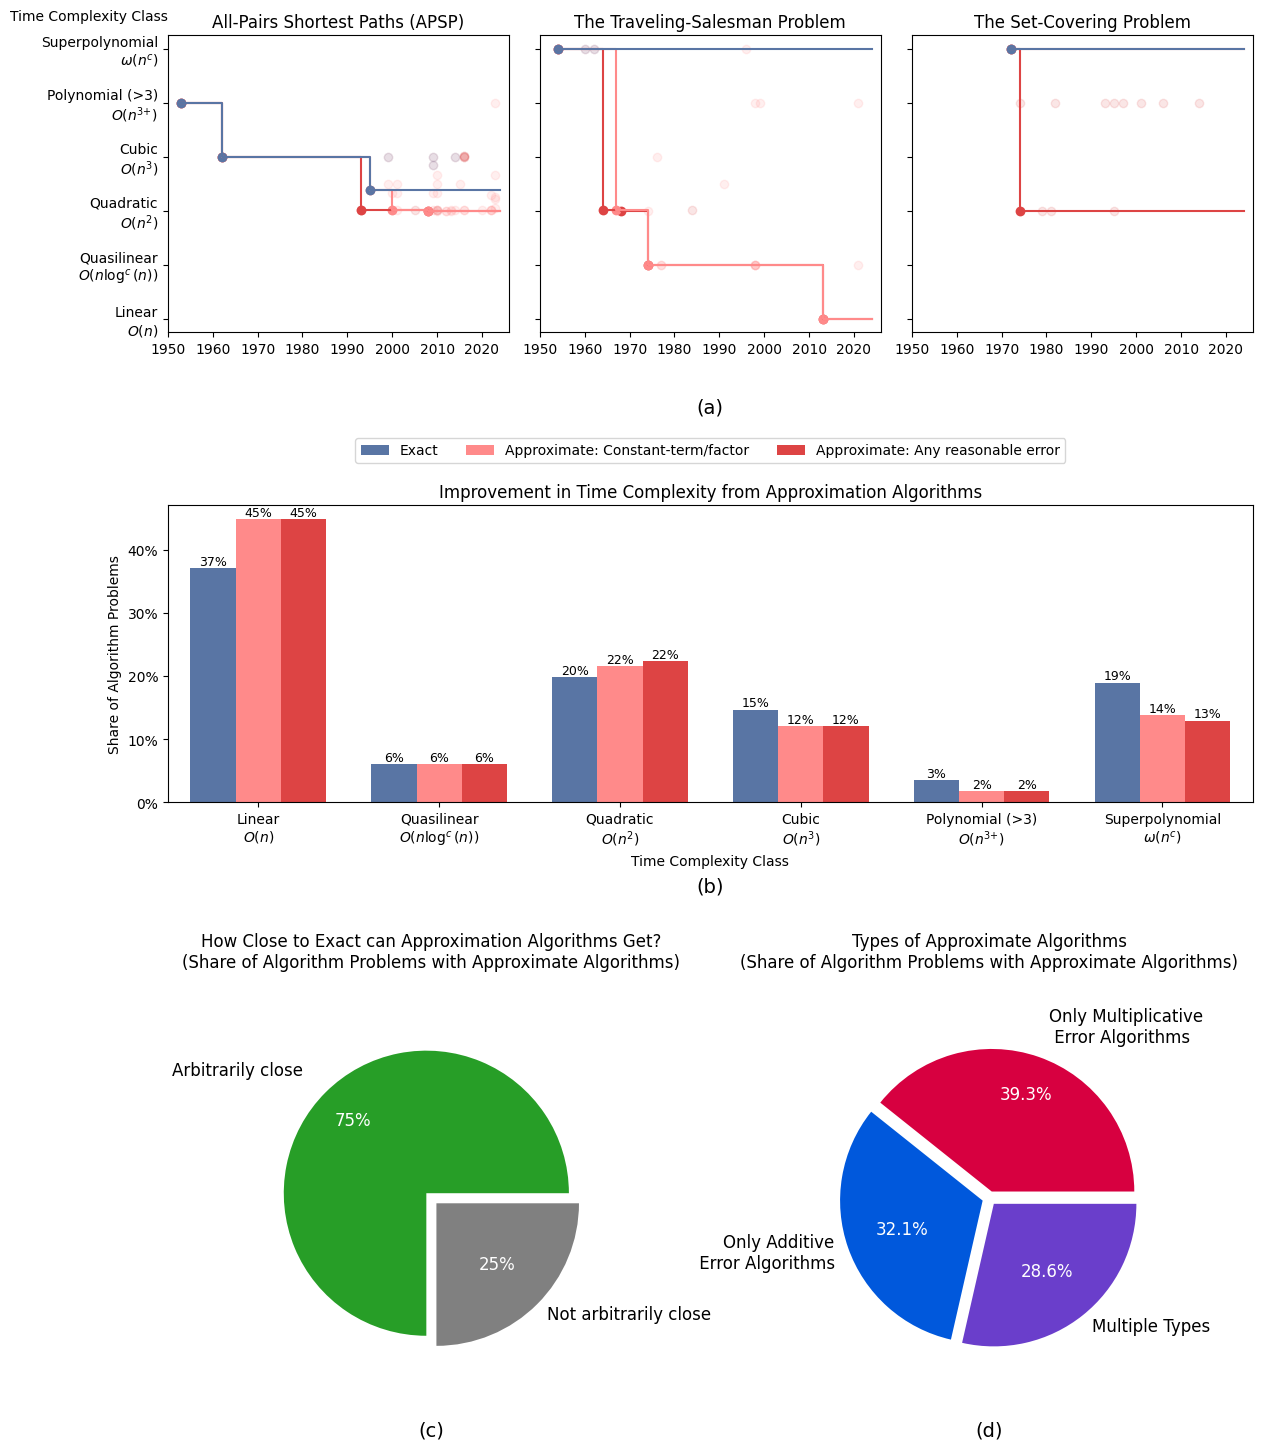 Time Complexity Class
All-Pairs Shortest Paths (APSP)
The Traveling-Salesman Problem
The Set-Covering Problem
Superpolynomial
ω(n^c)
Polynomial (>3)
O(n^{3+})
Cubic
O(n^3)
Quadratic
O(n^2)
Quasilinear
O(n log^c (n))
Linear
O(n)
1950 1960 1970 1980 1990 2000 2010 2020
1950 1960 1970 1980 1990 2000 2010 2020
1950 1960 1970 1980 1990 2000 2010 2020
(a)
Exact
Approximate: Constant-term/factor
Approximate: Any reasonable error
Improvement in Time Complexity from Approximation Algorithms
Share of Algorithm Problems
40%
30%
20%
10%
0%
37% 45% 45%
6% 6% 6%
20% 22% 22%
15% 12% 12%
3% 2% 2%
19% 14% 13%
Linear
O(n)
Quasilinear
O(n log^c (n))
Quadratic
O(n^2)
Cubic
O(n^3)
Polynomial (>3)
O(n^{3+})
Superpolynomial
ω(n^c)
Time Complexity Class
(b)
How Close to Exact can Approximation Algorithms Get?
(Share of Algorithm Problems with Approximate Algorithms)
Arbitrarily close
75%
25%
Not arbitrarily close
(c)
Types of Approximate Algorithms
(Share of Algorithm Problems with Approximate Algorithms)
Only Multiplicative
Error Algorithms
39.3%
32.1%
Only Additive
Error Algorithms
28.6%
Multiple Types
(d)